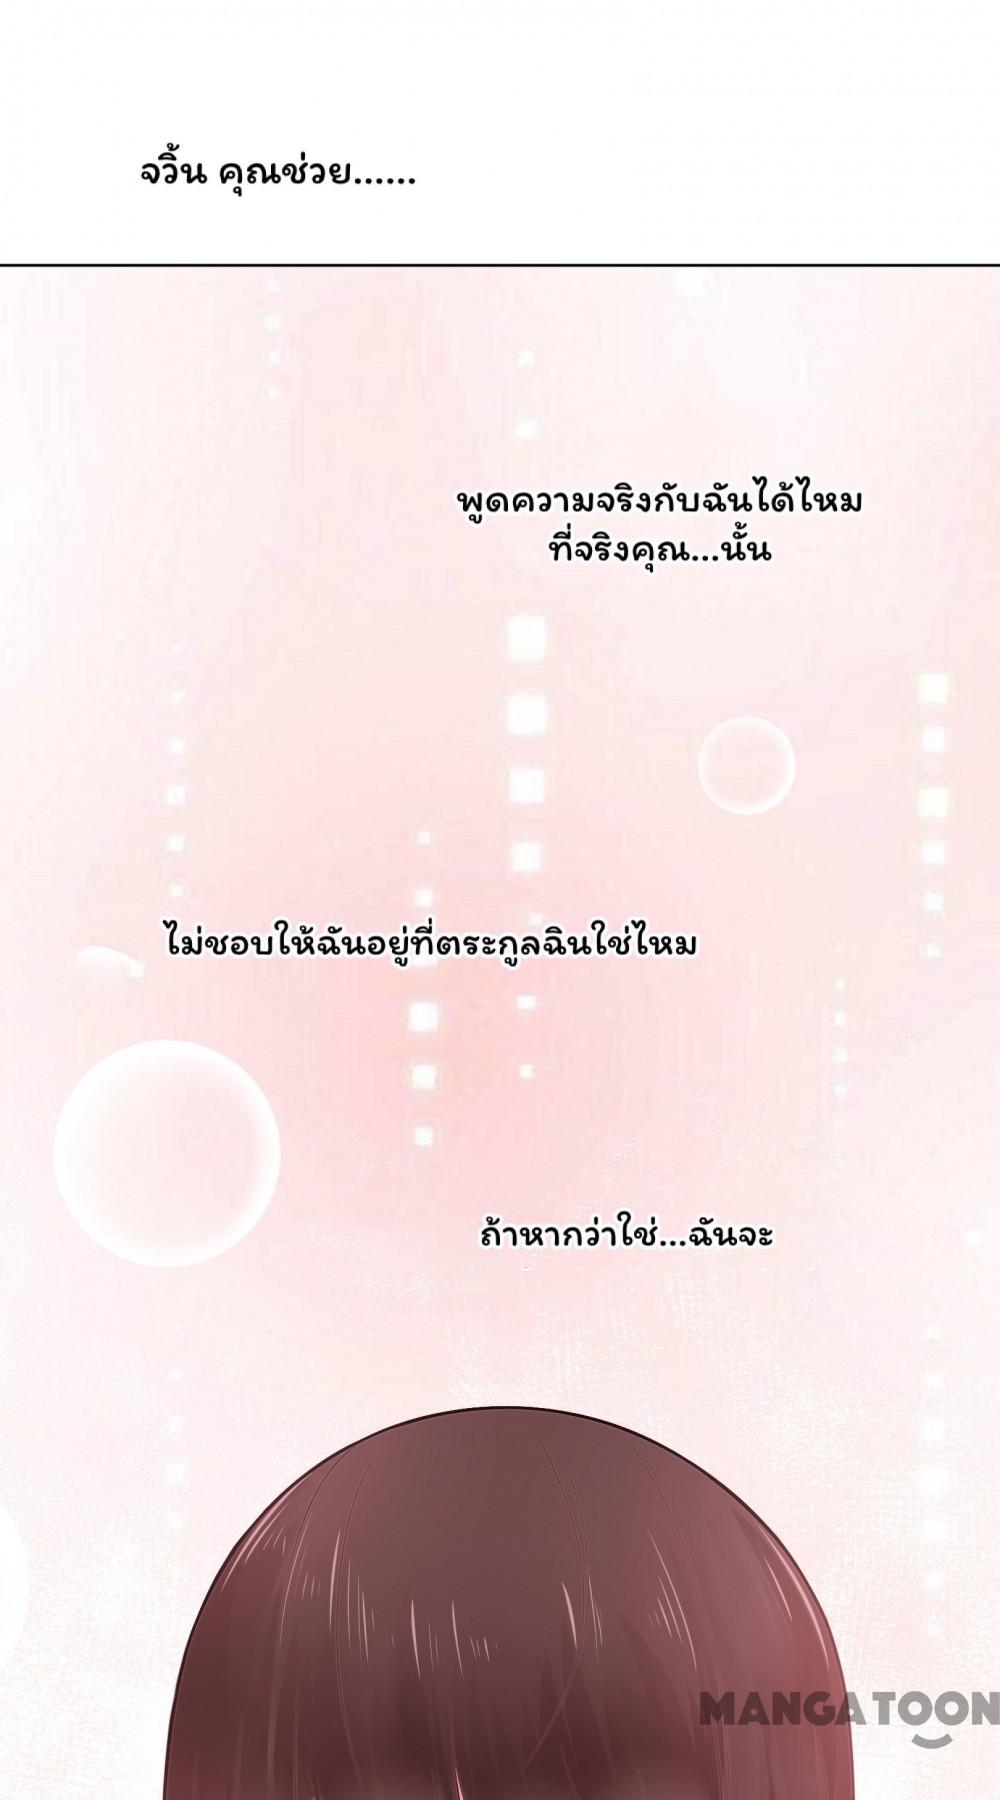 จวิ้น คุณช่วย......
พูดความจริงกับฉันได้ไหม
ที่จริงคุณ...นั้น
ไม่ชอบให้ฉันอยู่ที่ตระกูลฉินใช่ไหม
ถ้าหากว่าใช่...ฉันจะ
MANGATOON